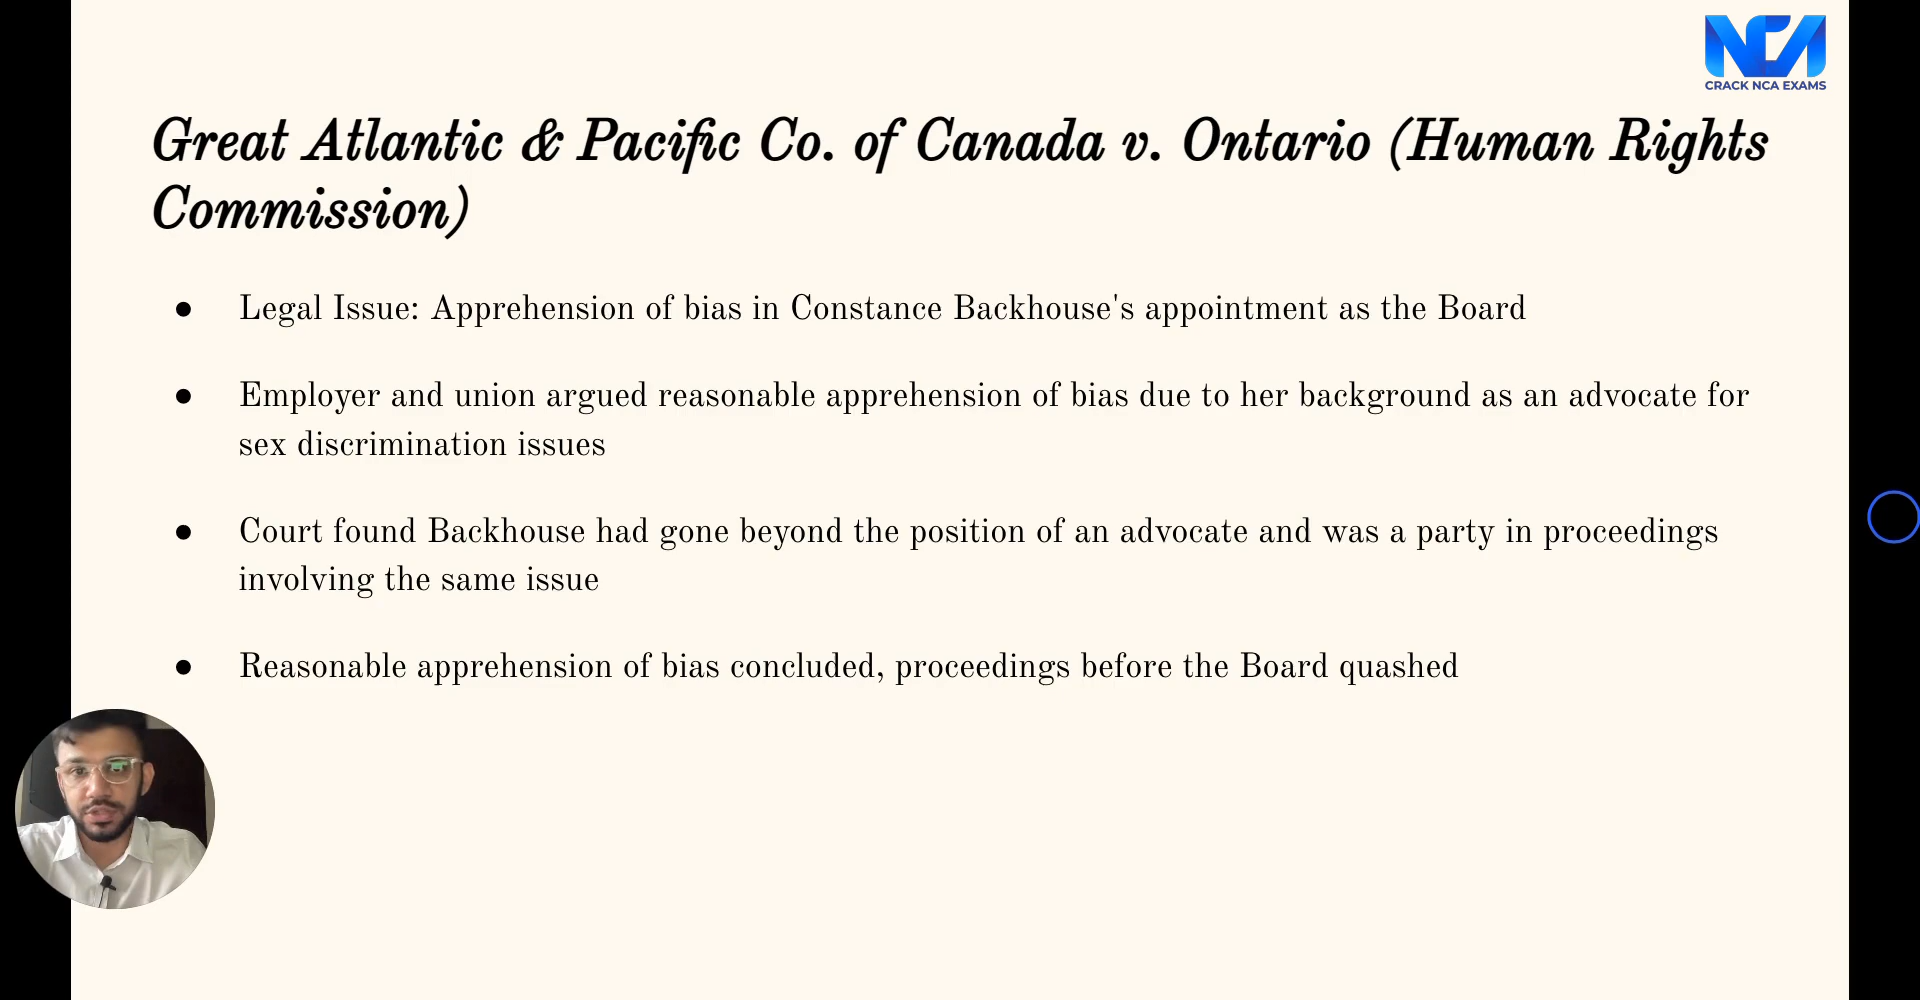 NCA
CRACK NCA EXAMS
Great Atlantic & Pacific Co. of Canada v. Ontario (Human Rights
Commission)
● Legal Issue: Apprehension of bias in Constance Backhouse's appointment as the Board
● Employer and union argued reasonable apprehension of bias due to her background as an advocate for
sex discrimination issues
● Court found Backhouse had gone beyond the position of an advocate and was a party in proceedings
involving the same issue
● Reasonable apprehension of bias concluded, proceedings before the Board quashed